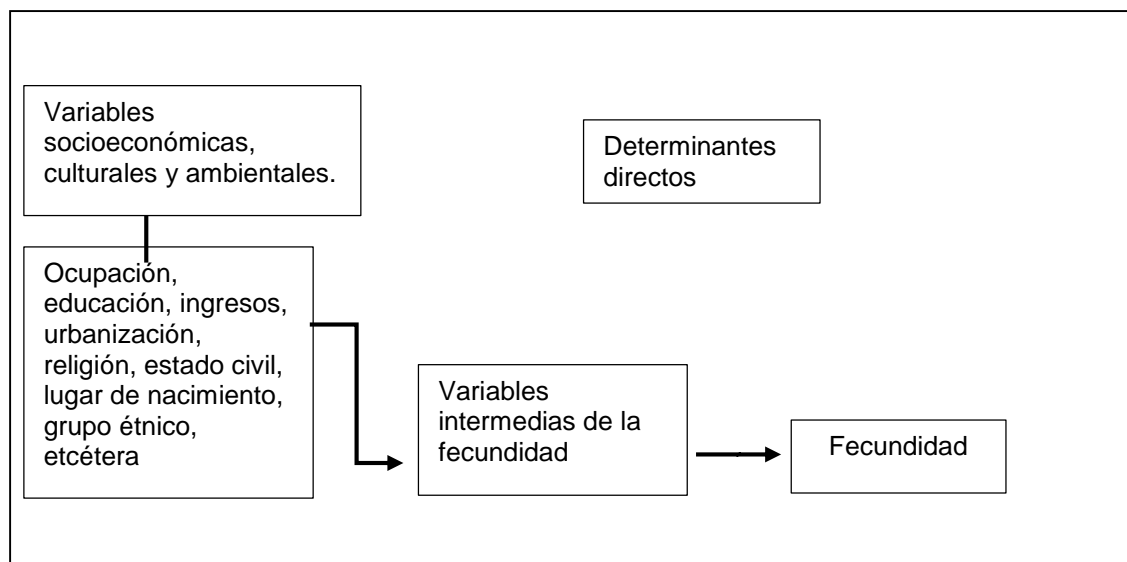 Variables
socioeconómicas,
culturales y ambientales.
Determinantes
directos
Ocupación,
educación, ingresos,
urbanización,
religión, estado civil,
lugar de nacimiento,
grupo étnico,
etcétera
Variables
intermedias de la
fecundidad
Fecundidad